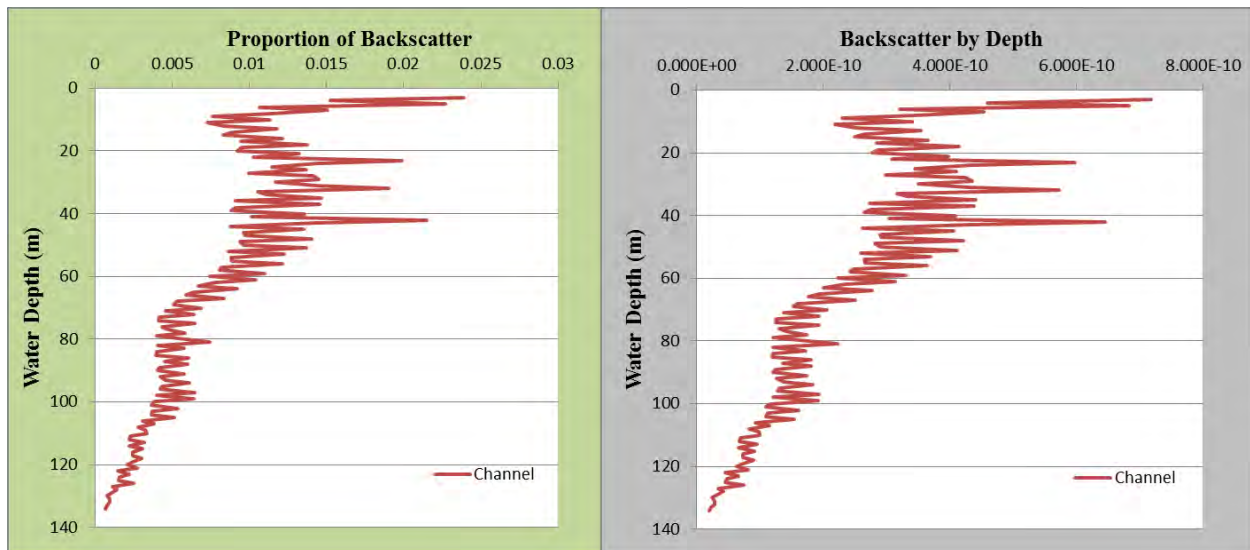 Proportion of Backscatter
0 0.005 0.01 0.015 0.02 0.025 0.03
0
20
40
60
80
100
120
140
Water Depth (m)
Channel
Backscatter by Depth
0.000E+00 2.000E-10 4.000E-10 6.000E-10 8.000E-10
0
20
40
60
80
100
120
140
Water Depth (m)
Channel